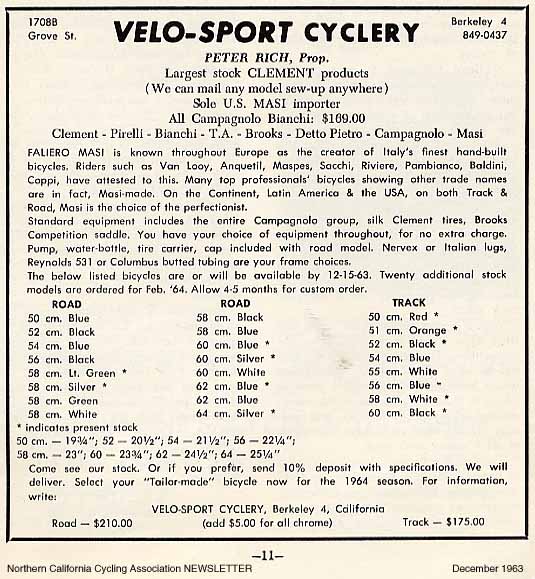 1708B
Grove St.
VELO-SPORT CYCLERY
Berkeley 4
849-0437
PETER RICH, Prop.
Largest stock CLEMENT products
(We can mail any model sew-up anywhere)
Sole U.S. MASI importer
All Campagnolo Bianchi: $169.00
Clement - Pirelli - Bianchi - T.A. - Brooks - Detto Pietro - Campagnolo - Masi
FALIERO MASI is known throughout Europe as the creator of Italy's finest hand-built
bicycles. Riders such as Van Looy, Anquetil, Maspes, Sacchi, Riviere, Pambianco, Baldini,
Coppi, have attested to this. Many top professionals' bicycles showing other trade names
are in fact, Masi-made. On the Continent, Latin America & the USA, on both Track &
Road, Masi is the choice of the perfectionist.
Standard equipment includes the entire Campagnolo group, silk Clement tires, Brooks
Competition saddle. You have your choice of equipment throughout, for no extra charge.
Pump, water-bottle, tire carrier, cap included with road model. Nervex or Italian lugs,
Reynolds 531 or Columbus butted tubing are your frame choices.
The below listed bicycles are or will be available by 12-15-63. Twenty additional stock
models are ordered for Feb. '64. Allow 4-5 months for custom order.
ROAD
50 cm. Blue
52 cm. Black
54 cm. Blue
56 cm. Black
58 cm. Lt. Green *
58 cm. Silver *
58 cm. Green
58 cm. White
ROAD
58 cm. Black
58 cm. Blue
60 cm. Blue *
60 cm. Silver *
60 cm. White
62 cm. Blue *
62 cm. Blue
64 cm. Silver *
TRACK
50 cm. Red *
51 cm. Orange *
52 cm. Black *
54 cm. Blue
55 cm. White
56 cm. Blue *
58 cm. White *
60 cm. Black *
* indicates present stock
50 cm. — 19¾"; 52 — 20½"; 54 — 21½"; 56 — 22¼";
58 cm. — 23"; 60 — 23¾"; 62 — 24½"; 64 — 25¼"
Come see our stock. Or if you prefer, send 10% deposit with specifications. We will
deliver. Select your "Tailor-made" bicycle now for the 1964 season. For information,
write:
VELO-SPORT CYCLERY, Berkeley 4, California
Road — $210.00 (add $5.00 for all chrome) Track — $175.00
—11—
Northern California Cycling Association NEWSLETTER December 1963